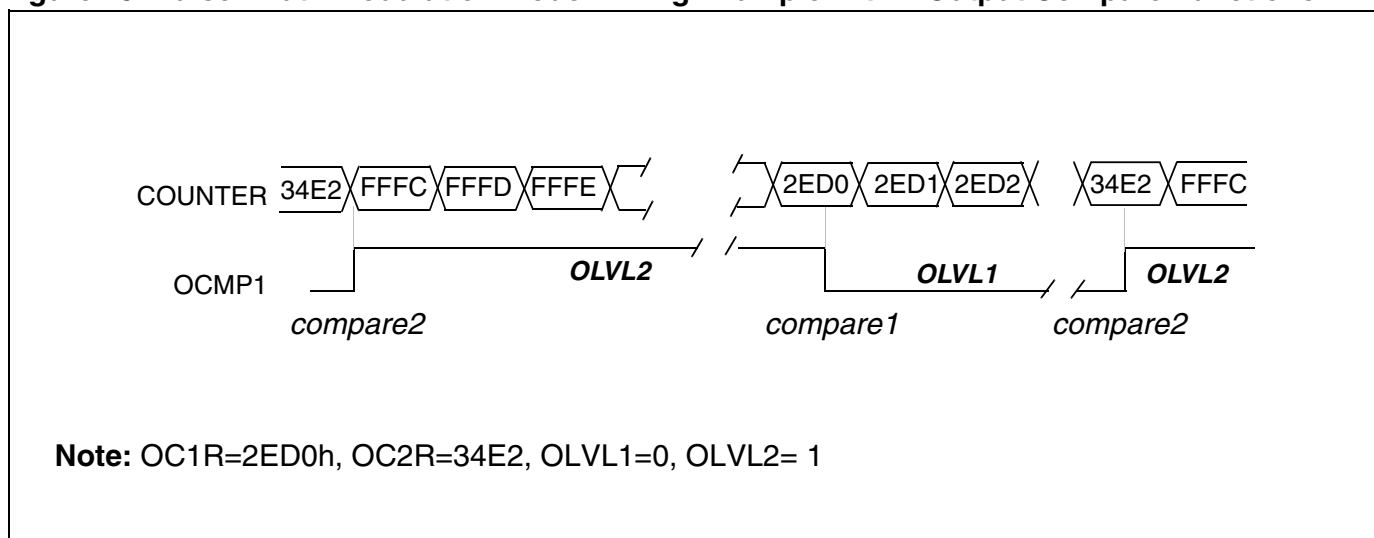 COUNTER 34E2 FFFC FFFD FFFE 2ED0 2ED1 2ED2 34E2 FFFC
OCMP1 OLVL2 OLVL1 OLVL2
compare2 compare1 compare2
Note: OC1R=2ED0h, OC2R=34E2, OLVL1=0, OLVL2= 1